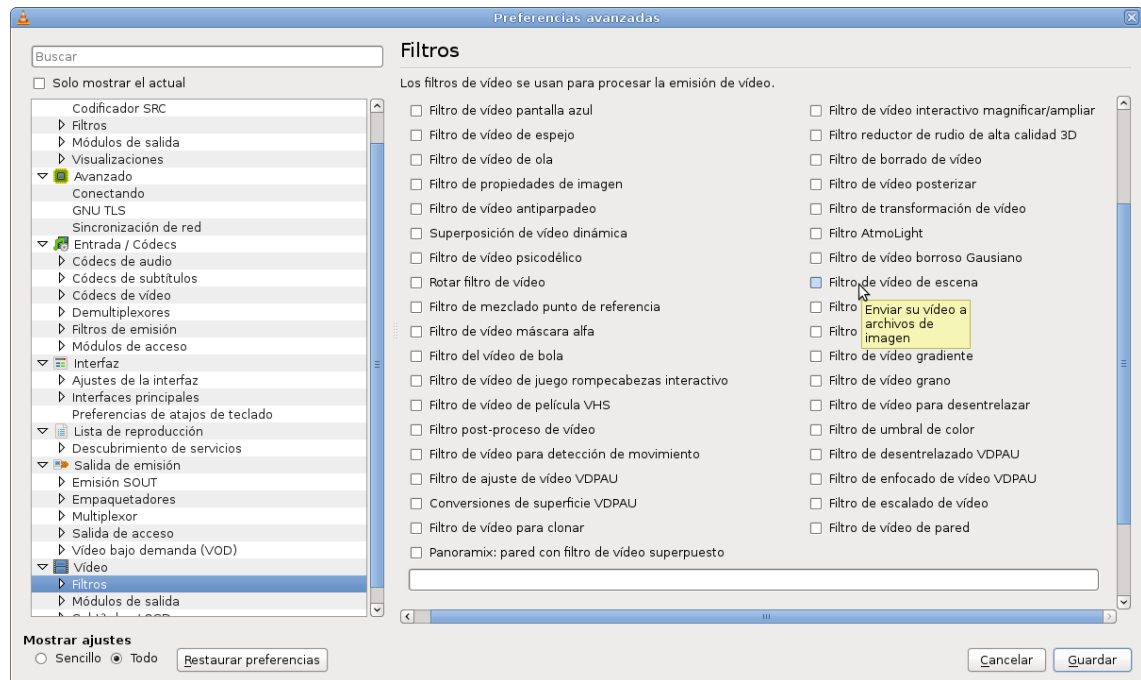 Preferencias avanzadas
Buscar
Solo mostrar el actual
Codificador SRC
Filtros
Módulos de salida
Visualizaciones
Avanzado
Conectando
GNU TLS
Sincronización de red
Entrada / Códecs
Códecs de audio
Códecs de subtítulos
Códecs de vídeo
Demultiplexores
Filtros de emisión
Módulos de acceso
Interfaz
Ajustes de la interfaz
Interfaces principales
Preferencias de atajos de teclado
Lista de reproducción
Descubrimiento de servicios
Salida de emisión
Emisión SOUT
Empaquetadores
Multiplexor
Salida de acceso
Vídeo bajo demanda (VOD)
Vídeo
Filtros
Módulos de salida
Filtros
Los filtros de vídeo se usan para procesar la emisión de vídeo.
Filtro de vídeo pantalla azul
Filtro de vídeo de espejo
Filtro de vídeo de ola
Filtro de propiedades de imagen
Filtro de vídeo antiparpadeo
Superposición de vídeo dinámica
Filtro de vídeo psicodélico
Rotar filtro de vídeo
Filtro de mezclado punto de referencia
Filtro de vídeo máscara alfa
Filtro del vídeo de bola
Filtro de vídeo de juego rompecabezas interactivo
Filtro de vídeo de película VHS
Filtro post-proceso de vídeo
Filtro de vídeo para detección de movimiento
Filtro de ajuste de vídeo VDPAU
Conversiones de superficie VDPAU
Filtro de vídeo para clonar
Panoramix: pared con filtro de vídeo superpuesto
Filtro de vídeo interactivo magnificar/ampliar
Filtro reductor de rudio de alta calidad 3D
Filtro de borrado de vídeo
Filtro de vídeo posterizar
Filtro de transformación de vídeo
Filtro AtmoLight
Filtro de vídeo borroso Gausiano
Filtro de vídeo de escena
Filtro
Filtro
Enviar su vídeo a
archivos de
imagen
Filtro de vídeo gradiente
Filtro de vídeo grano
Filtro de vídeo para desentrelazar
Filtro de umbral de color
Filtro de desentrelazado VDPAU
Filtro de enfocado de vídeo VDPAU
Filtro de escalado de vídeo
Filtro de vídeo de pared
Mostrar ajustes
Sencillo Todo Restaurar preferencias
Cancelar Guardar